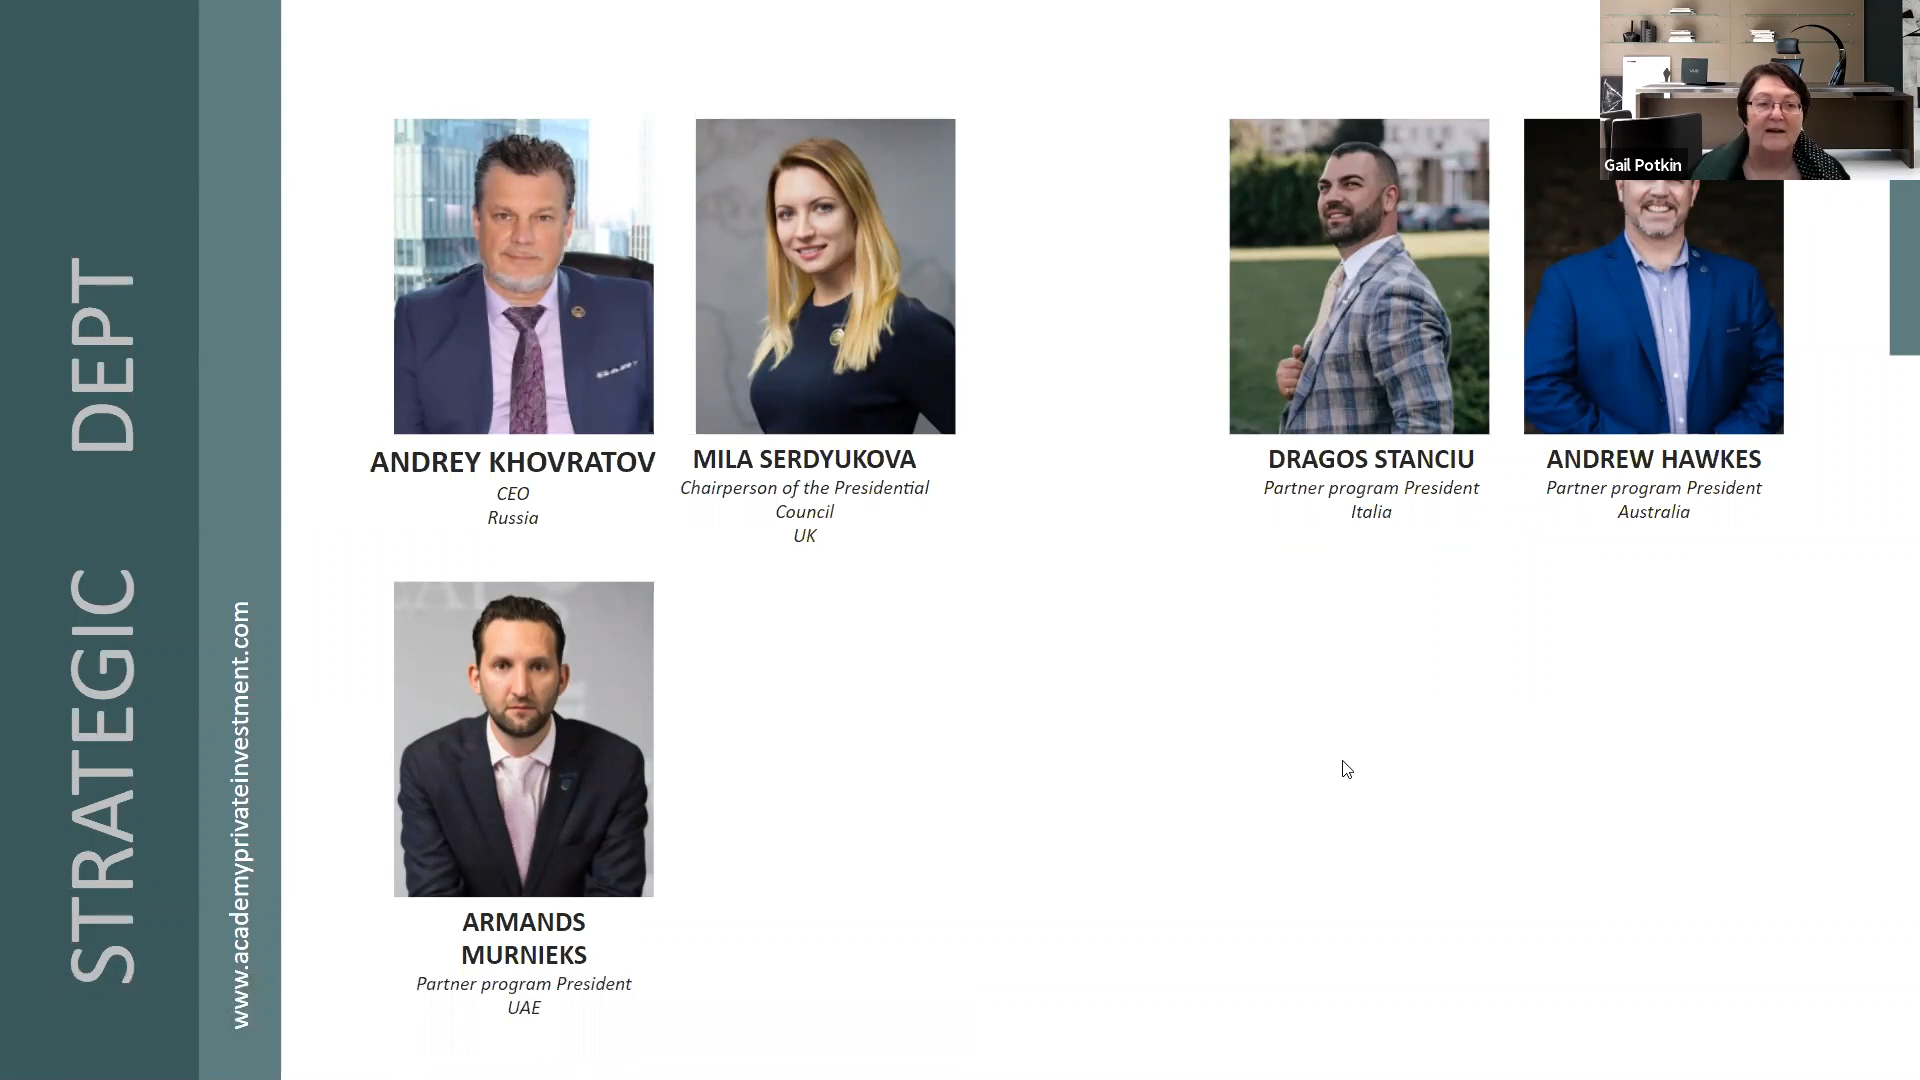 STRATEGIC DEPT
www.academyprivateinvestment.com
Gail Potkin
ANDREY KHOVRATOV
CEO
Russia
MILA SERDYUKOVA
Chairperson of the Presidential
Council
UK
DRAGOS STANCIU
Partner program President
Italia
ANDREW HAWKES
Partner program President
Australia
ARMANDS
MURNIEKS
Partner program President
UAE